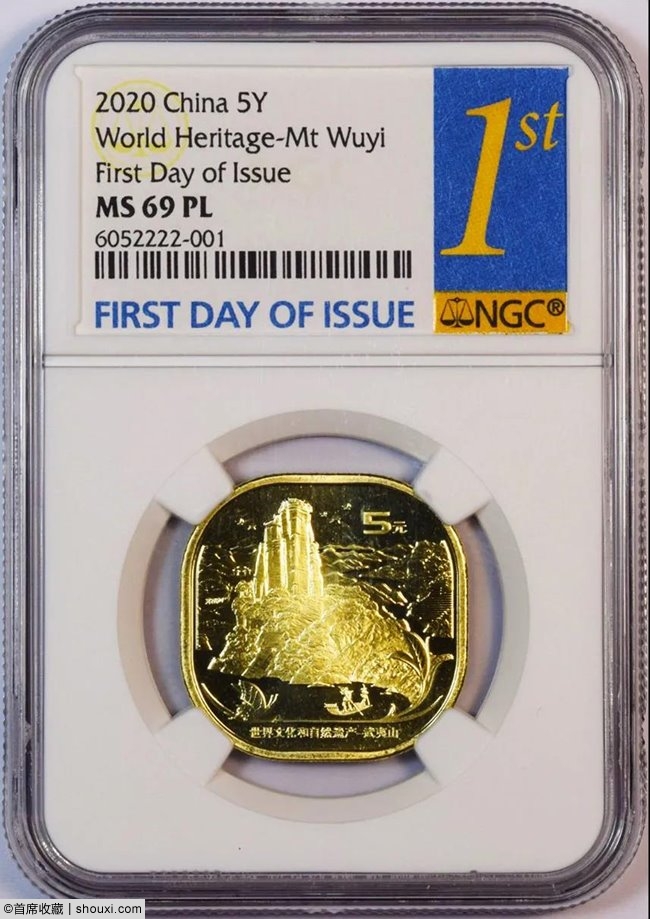 2020 China 5Y
World Heritage-Mt Wuyi
First Day of Issue
MS 69 PL
6052222-001
FIRST DAY OF ISSUE
1st
NGC®
5元
世界文化和自然遗产 武夷山
©首席收藏 | shouxi.com